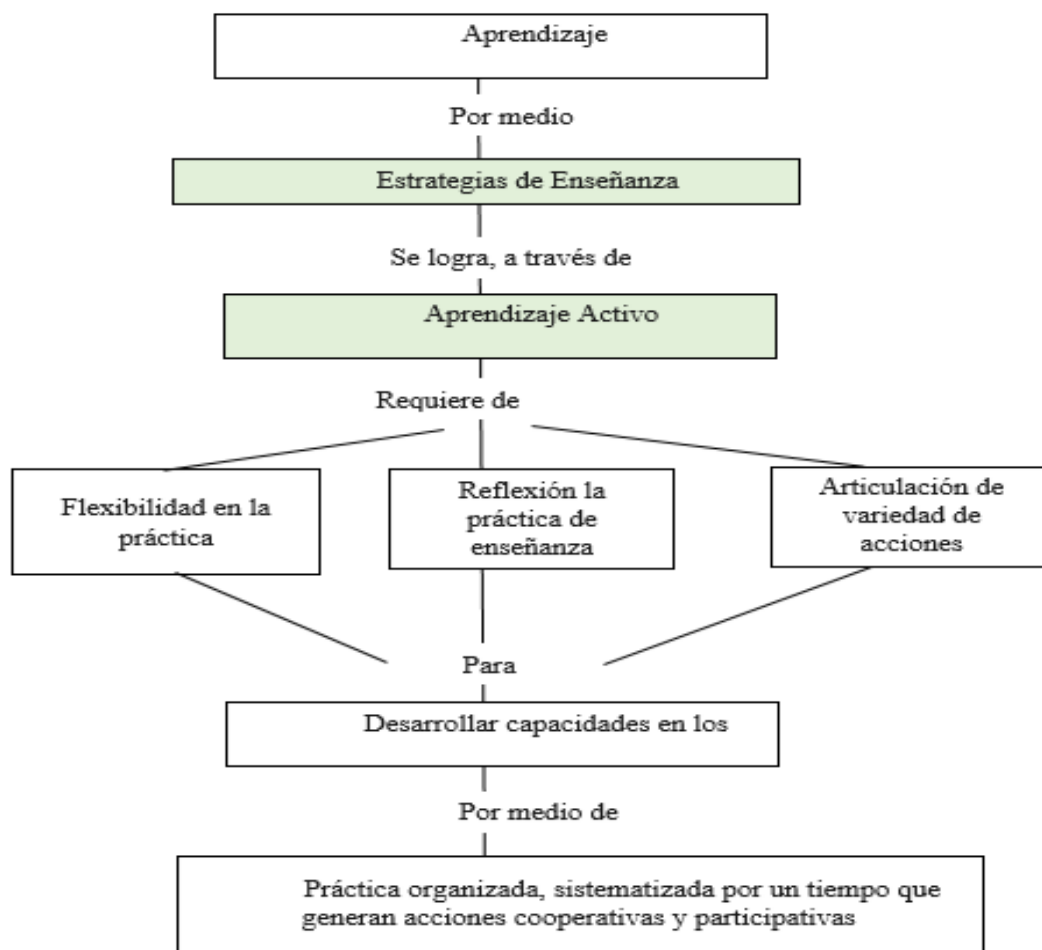 Aprendizaje
Por medio
Estrategias de Enseñanza
Se logra, a través de
Aprendizaje Activo
Requiere de
Flexibilidad en la
práctica
Reflexión la
práctica de
enseñanza
Articulación de
variedad de
acciones
Para
Desarrollar capacidades en los
Por medio de
Práctica organizada, sistematizada por un tiempo que
generan acciones cooperativas y participativas